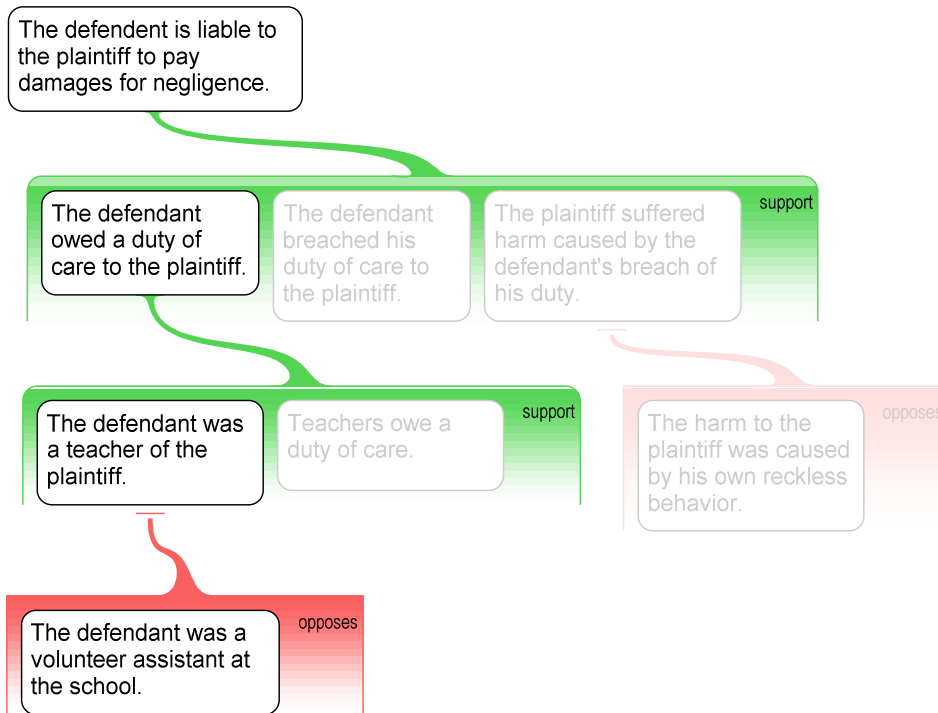 The defendent is liable to
the plaintiff to pay
damages for negligence.
The defendant
owed a duty of
care to the plaintiff.
The defendant
breached his
duty of care to
the plaintiff.
The plaintiff suffered
harm caused by the
defendant's breach of
his duty.
support
The defendant was
a teacher of the
plaintiff.
Teachers owe a
duty of care.
support
The harm to the
plaintiff was caused
by his own reckless
behavior.
opposes
The defendant was a
volunteer assistant at
the school.
opposes